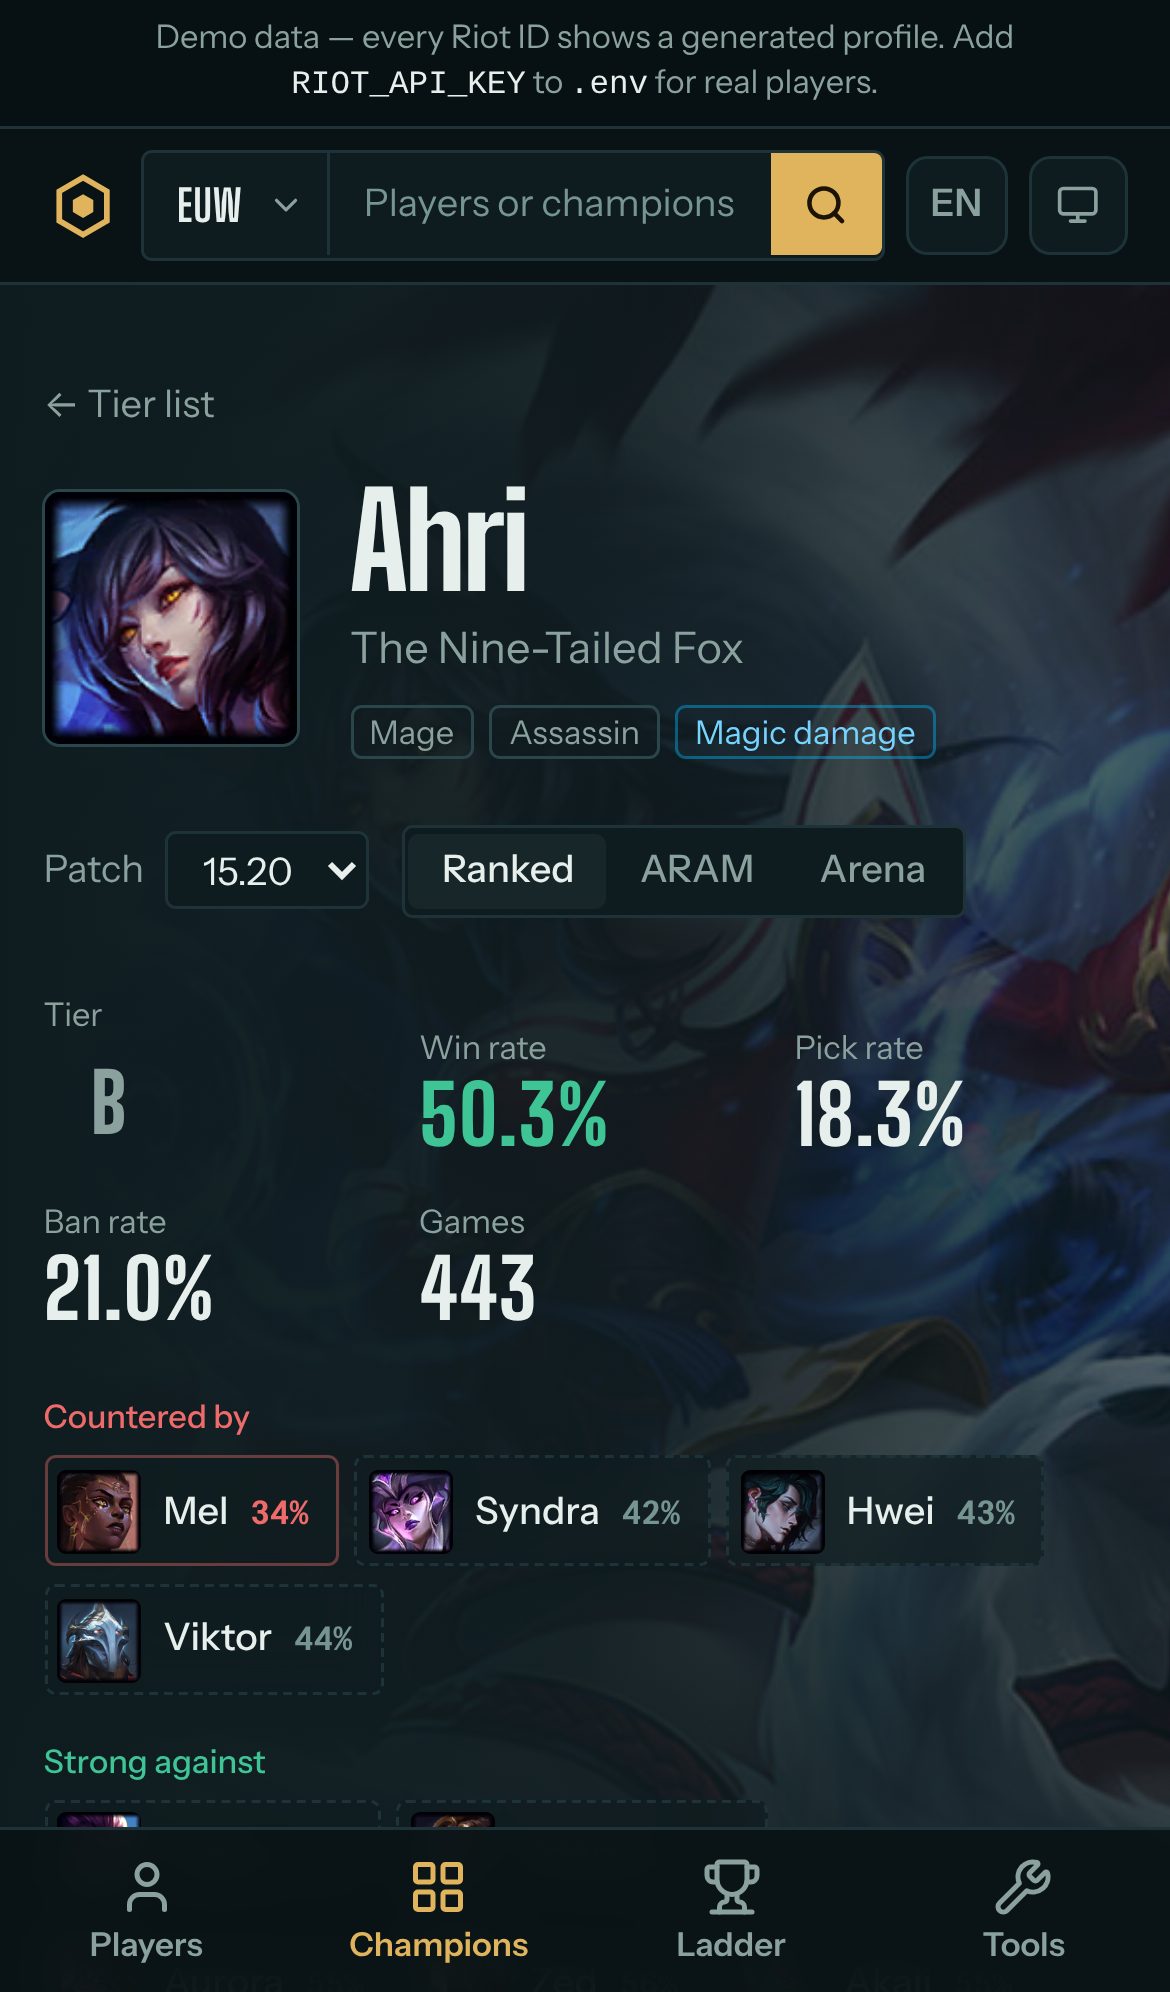 Demo data — every Riot ID shows a generated profile. Add
RIOT_API_KEY to .env for real players.
EUW
Players or champions
EN
← Tier list
Ahri
The Nine-Tailed Fox
Mage Assassin Magic damage
Patch 15.20 Ranked ARAM Arena
Tier
B
Win rate
50.3%
Pick rate
18.3%
Ban rate
21.0%
Games
443
Countered by
Mel 34% Syndra 42% Hwei 43%
Viktor 44%
Strong against
Players Champions Ladder Tools
Aurora Zed Akali